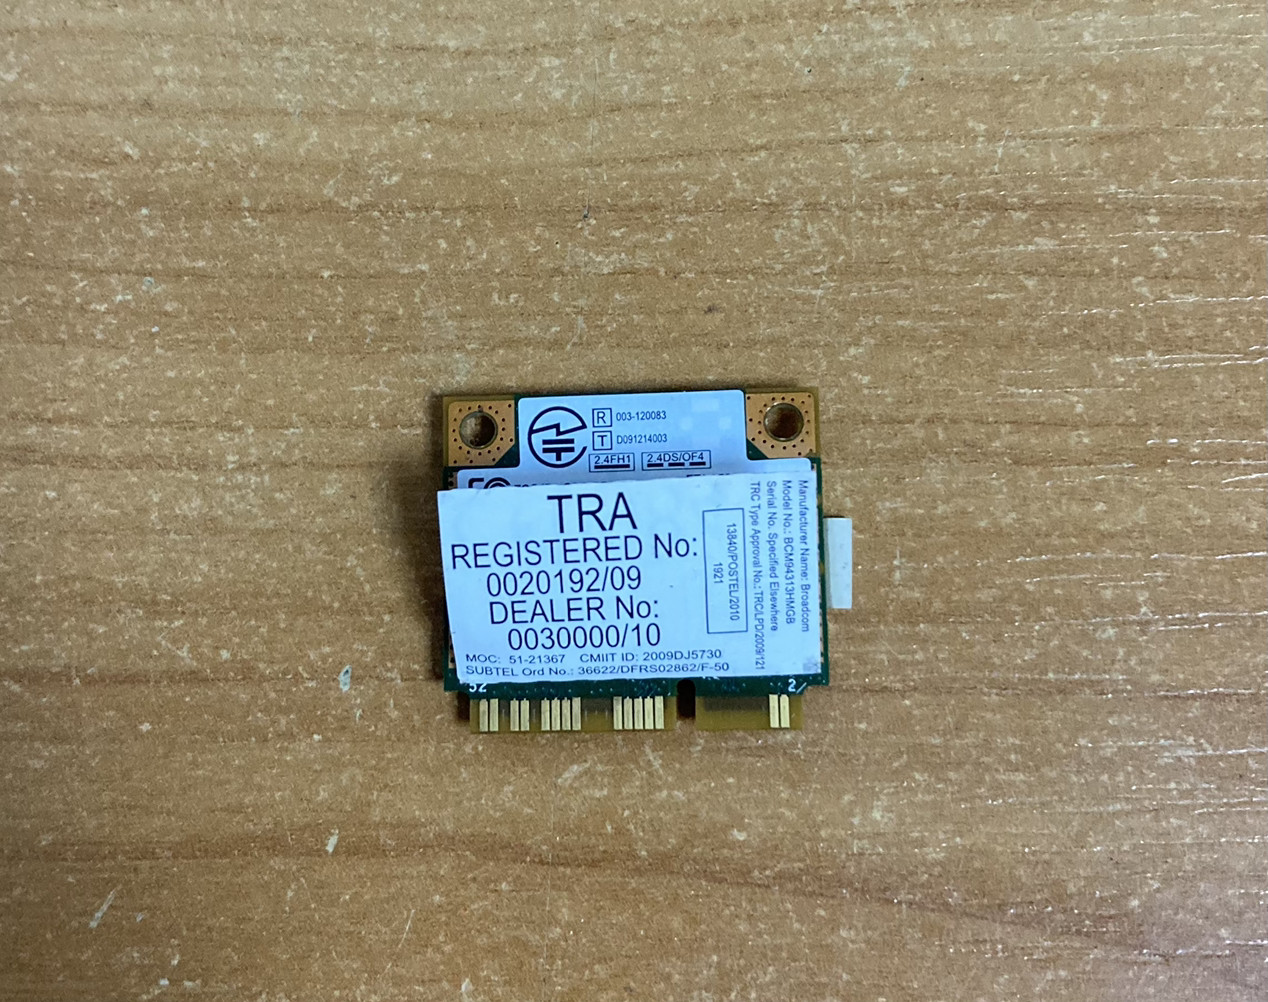 R 003-120083
T D091214003
2.4FH1 2.4DS/OF4
TRA
REGISTERED No:
0020192/09
DEALER No:
0030000/10
MOC: 51-21367 CMIIT ID: 2009DJ5730
SUBTEL Ord No.: 36622/DFRS02862/F-50
13840/POSTEL/2010
1921
Manufacturer Name: Broadcom
Model No.: BCM94313HMGB
Serial No. Specified Elsewhere
TRC Type Approval No.: TRC/LPD/2009/121
52
2